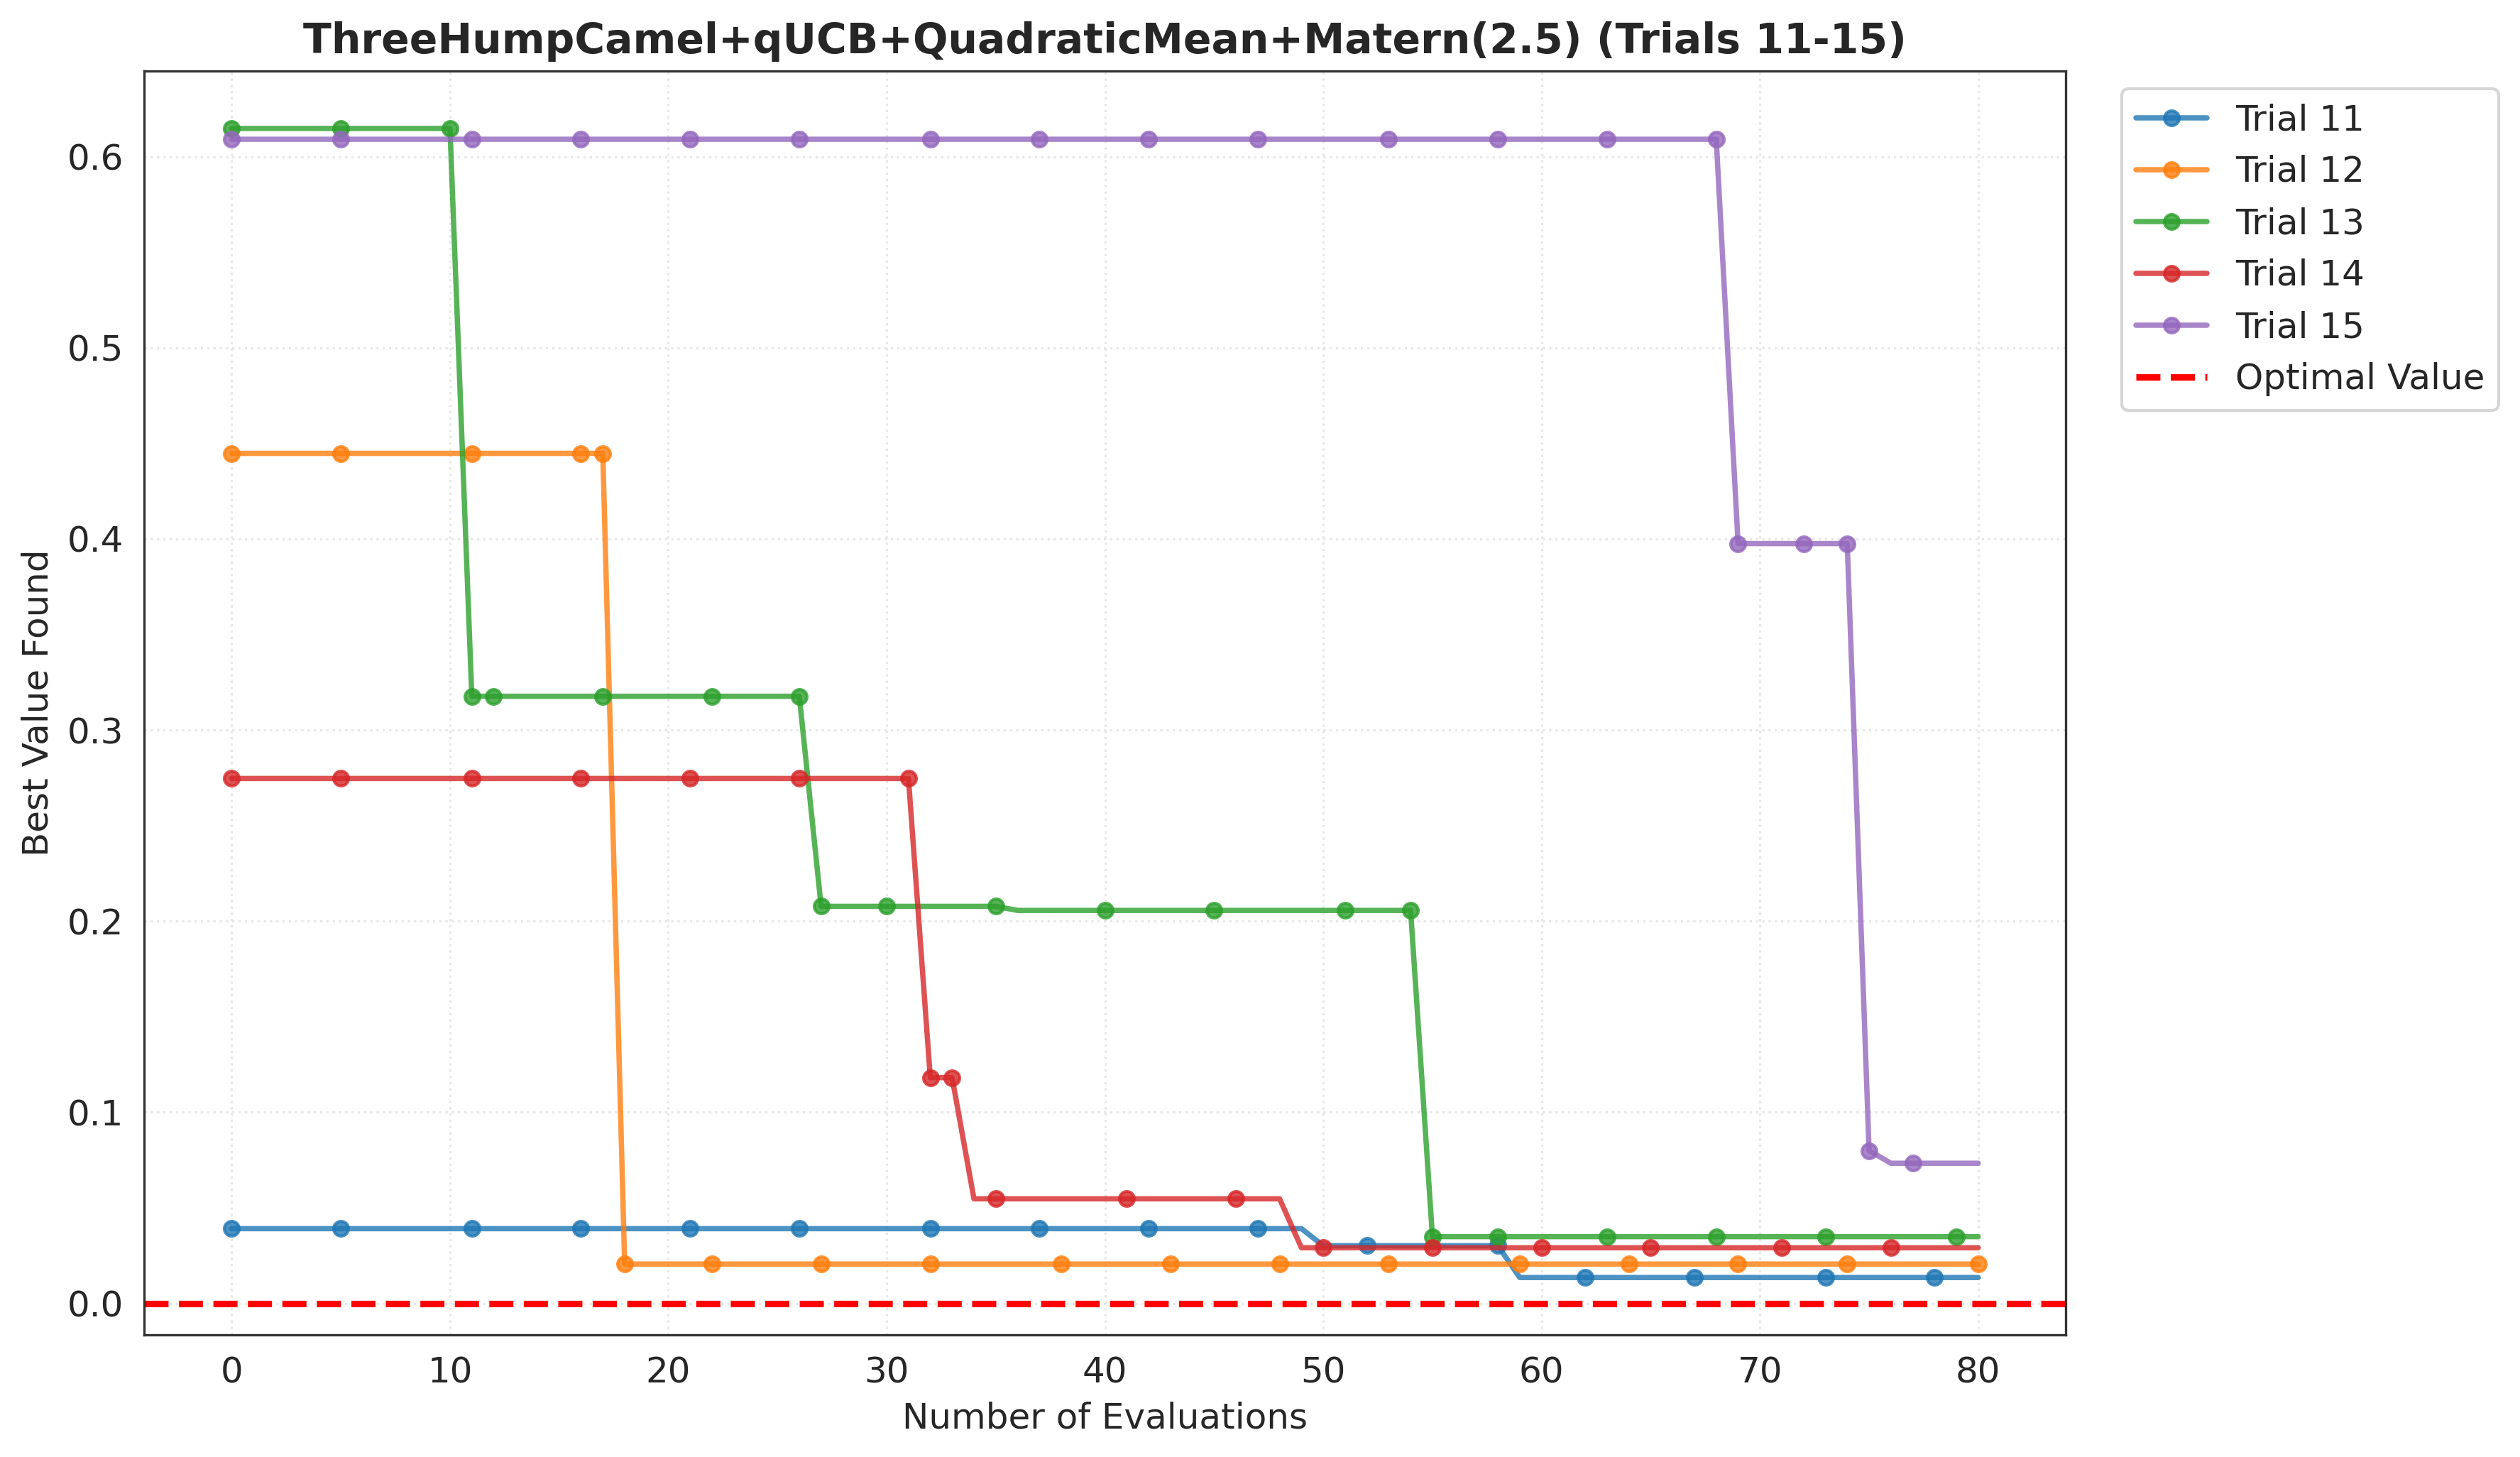 ThreeHumpCamel+qUCB+QuadraticMean+Matern(2.5) (Trials 11-15)
Best Value Found
0.6
0.5
0.4
0.3
0.2
0.1
0.0
0 10 20 30 40 50 60 70 80
Number of Evaluations
Trial 11
Trial 12
Trial 13
Trial 14
Trial 15
Optimal Value